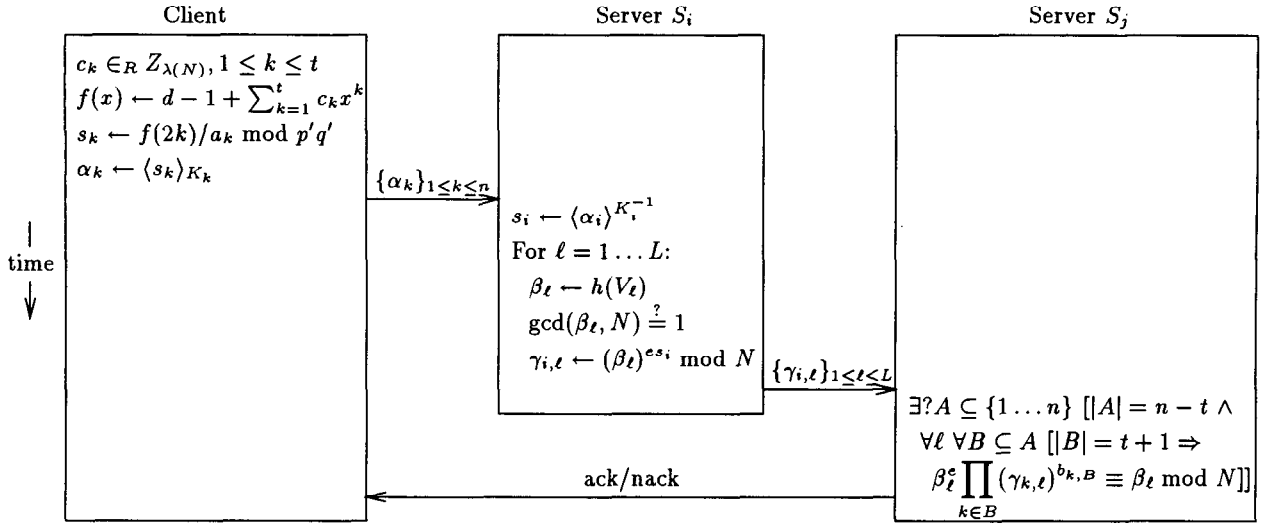 Client
Server S_i
Server S_j
c_k ∈_R Z_{λ(N)}, 1 ≤ k ≤ t
f(x) ← d − 1 + ∑_{k=1}^{t} c_k x^k
s_k ← f(2k)/a_k mod p′q′
α_k ← ⟨s_k⟩_{K_k}
{α_k}_{1≤k≤n}
time
s_i ← ⟨α_i⟩^{K_i^{-1}}
For ℓ = 1 … L:
β_ℓ ← h(V_ℓ)
gcd(β_ℓ, N) ≟ 1
γ_{i,ℓ} ← (β_ℓ)^{es_i} mod N
{γ_{i,ℓ}}_{1≤ℓ≤L}
∃?A ⊆ {1 … n} [|A| = n − t ∧
∀ℓ ∀B ⊆ A [|B| = t + 1 ⇒
β_ℓ^e ∏_{k∈B} (γ_{k,ℓ})^{b_{k,B}} ≡ β_ℓ mod N]]
ack/nack